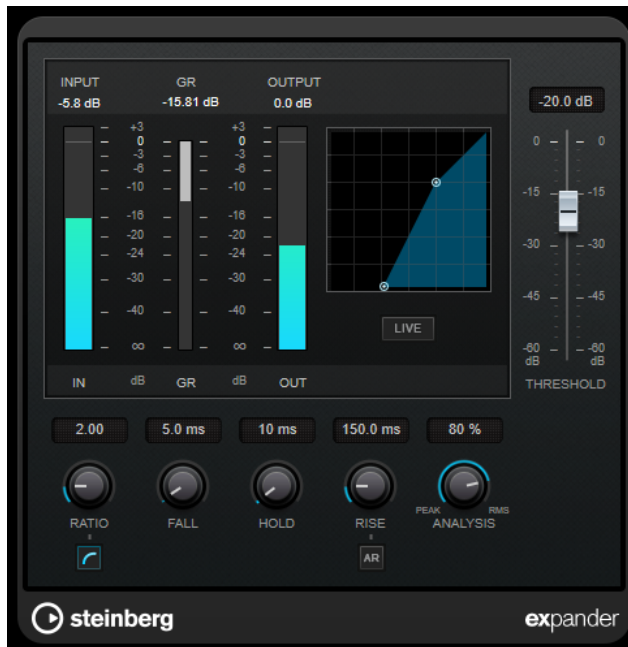 INPUT GR OUTPUT
-5.8 dB -15.81 dB 0.0 dB
-20.0 dB
+3 +3
0 0
-3 -3
-6 -6
-10 -10
-16 -16
-20 -20
-24 -24
-30 -30
-40 -40
∞ ∞
IN dB GR dB OUT
LIVE
0 0
-15 -15
-30 -30
-45 -45
-60 -60
dB dB
THRESHOLD
2.00 5.0 ms 10 ms 150.0 ms 80 %
PEAK RMS
RATIO FALL HOLD RISE ANALYSIS
AR
steinberg
expander